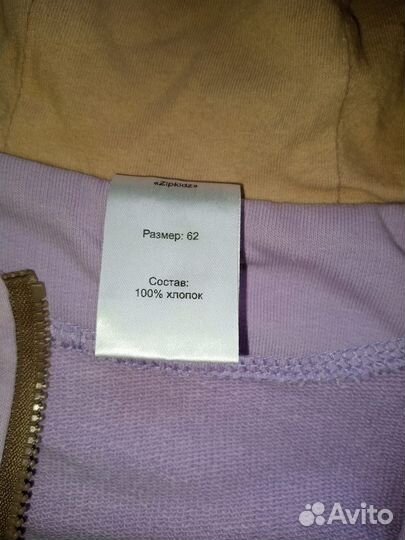 «Zipkidz»
Размер: 62
Состав:
100% хлопок
Avito